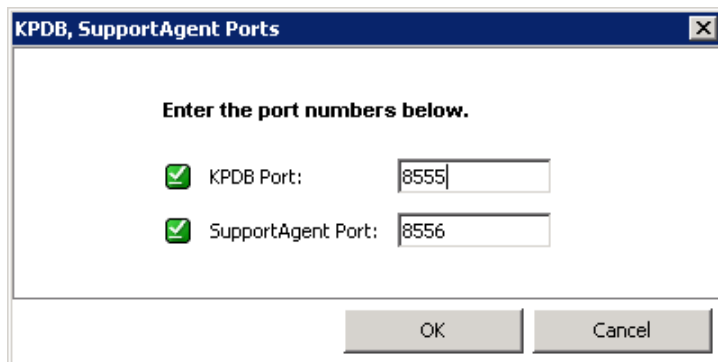 KPDB, SupportAgent Ports
Enter the port numbers below.
KPDB Port: 8555
SupportAgent Port: 8556
OK Cancel